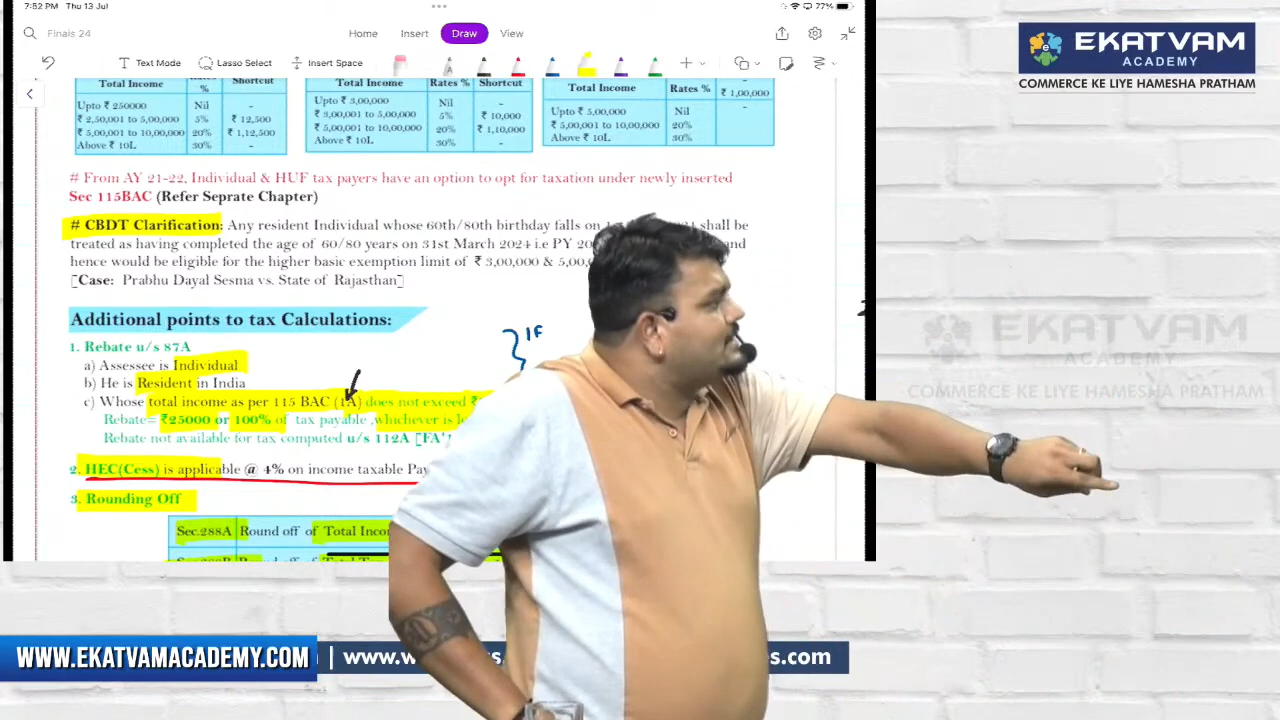 7:52 PM Thu 13 Jul
77%
Finals 24
Home Insert Draw View
Text Mode Lasso Select Insert Space
EKATVAM
ACADEMY
COMMERCE KE LIYE HAMESHA PRATHAM
Total Income % Shortcut
Upto ₹ 250000 Nil -
₹ 2,50,001 to 5,00,000 5% ₹ 12,500
₹ 5,00,001 to 10,00,000 20% ₹ 1,12,500
Above ₹ 10L 30% -
Total Income Rates % Shortcut
Upto ₹ 3,00,000 Nil -
₹ 3,00,001 to 5,00,000 5% ₹ 10,000
₹ 5,00,001 to 10,00,000 20% ₹ 1,10,000
Above ₹ 10L 30% -
Total Income Rates % -
₹ 1,00,000
Upto ₹ 5,00,000 Nil -
₹ 5,00,001 to 10,00,000 20%
Above ₹ 10L 30%
# From AY 21-22, Individual & HUF tax payers have an option to opt for taxation under newly inserted
Sec 115BAC (Refer Seprate Chapter)
# CBDT Clarification: Any resident Individual whose 60th/80th birthday falls on shall be
treated as having completed the age of 60/80 years on 31st March 2024 i.e PY and
hence would be eligible for the higher basic exemption limit of ₹ 3,00,000 &
[Case: Prabhu Dayal Sesma vs. State of Rajasthan]
Additional points to tax Calculations:
1. Rebate u/s 87A
a) Assessee is Individual
b) He is Resident in India
c) Whose total income as per 115 BAC (1A) does not exceed
Rebate= ₹25000 or 100% of tax payable ,whichever is
Rebate not available for tax computed u/s 112A [FA'
2. HEC(Cess) is applicable @ 4% on income taxable
3. Rounding Off
Sec.288A Round off of Total
IF
EKATVAM
ACADEMY
COMMERCE KE LIYE HAMESHA PRATHAM
WWW.EKATVAMACADEMY.COM